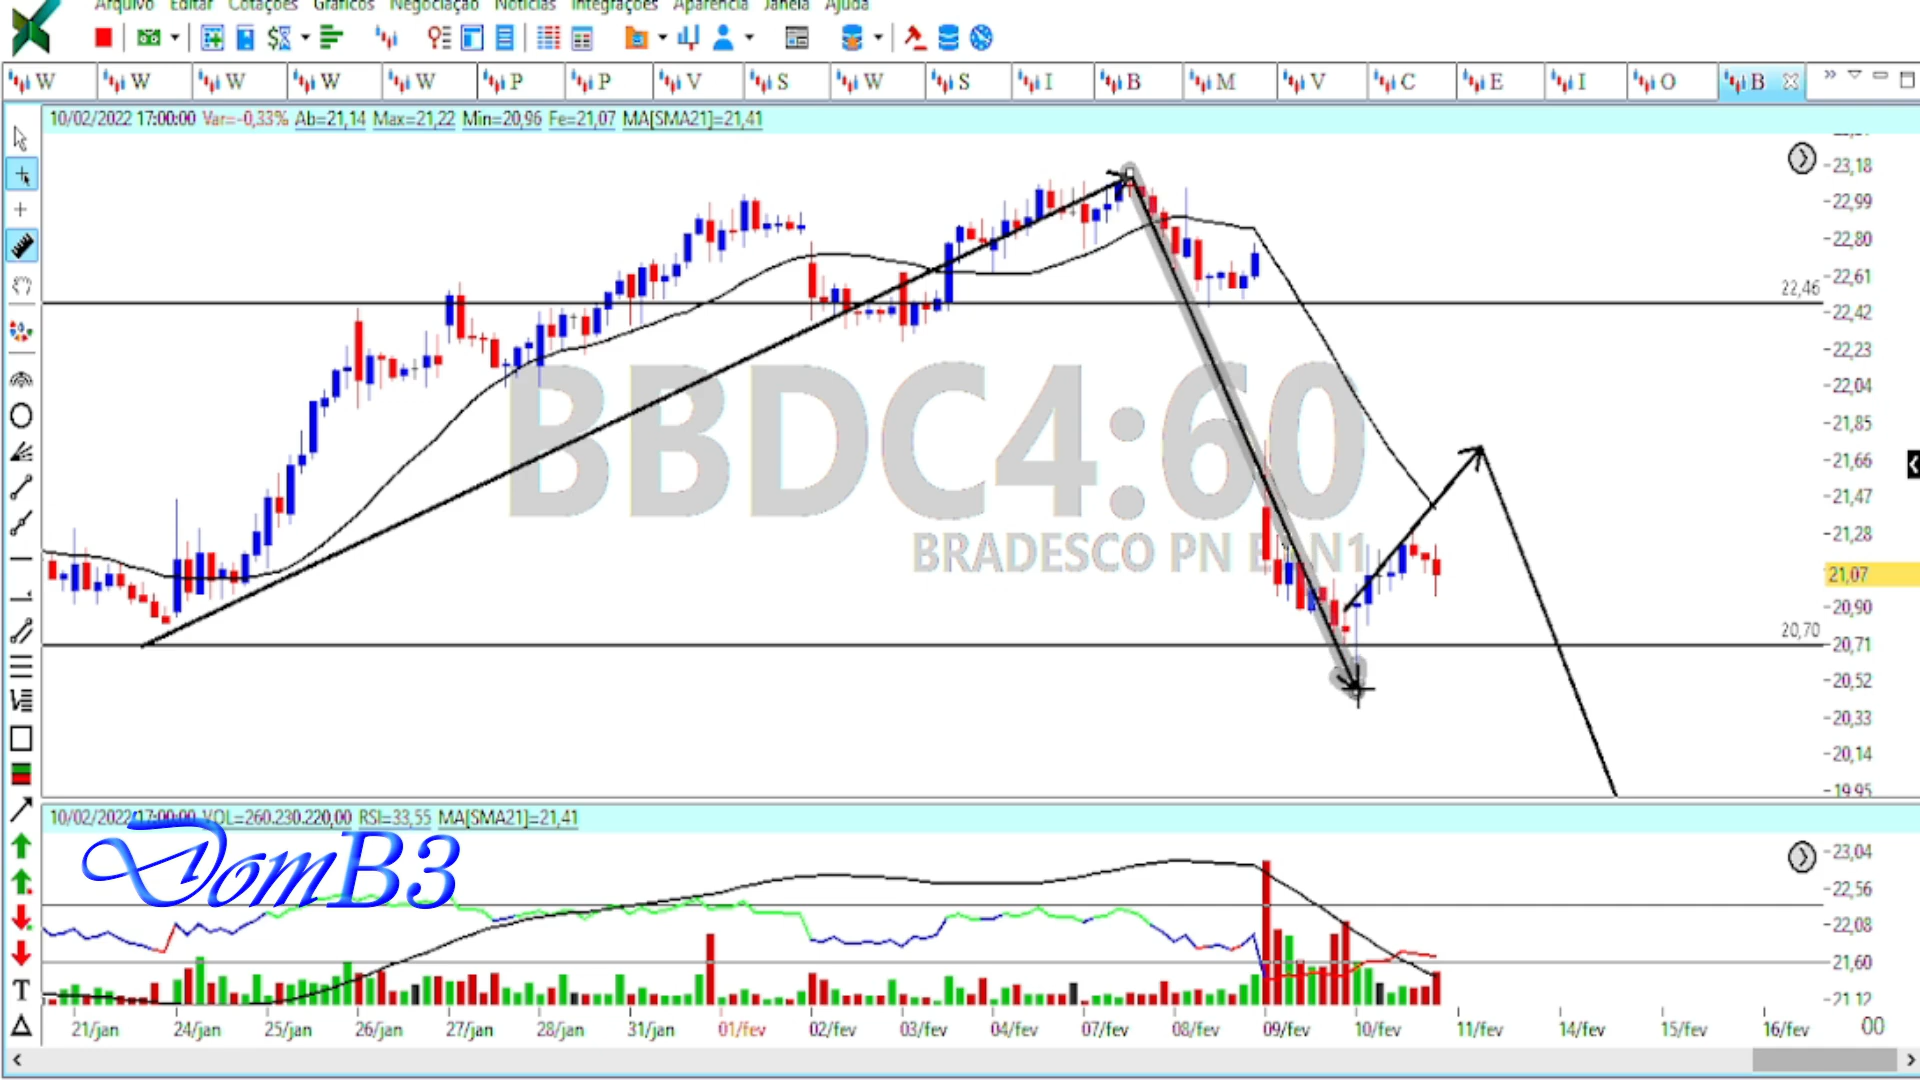 Arquivo Editar Cotações Gráficos Negociação Notícias Integrações Aparência Janela Ajuda
W W W W W P P V S W S I B M V C E I O B
10/02/2022 17:00:00 Var=-0,33% Ab=21,14 Max=21,22 Min=20,96 Fe=21,07 MA[SMA21]=21,41
23,18
22,99
22,80
22,61
22,46
22,42
22,23
22,04
21,85
21,66
21,47
21,28
21,07
20,90
20,70
20,71
20,52
20,33
20,14
19,95
BBDC4:60
BRADESCO PN E N1
10/02/2022 17:00:00 VOL=260.230.220,00 RSI=33,55 MA[SMA21]=21,41
DomB3
23,04
22,56
22,08
21,60
21,12
21/jan 24/jan 25/jan 26/jan 27/jan 28/jan 31/jan 01/fev 02/fev 03/fev 04/fev 07/fev 08/fev 09/fev 10/fev 11/fev 14/fev 15/fev 16/fev 00
T